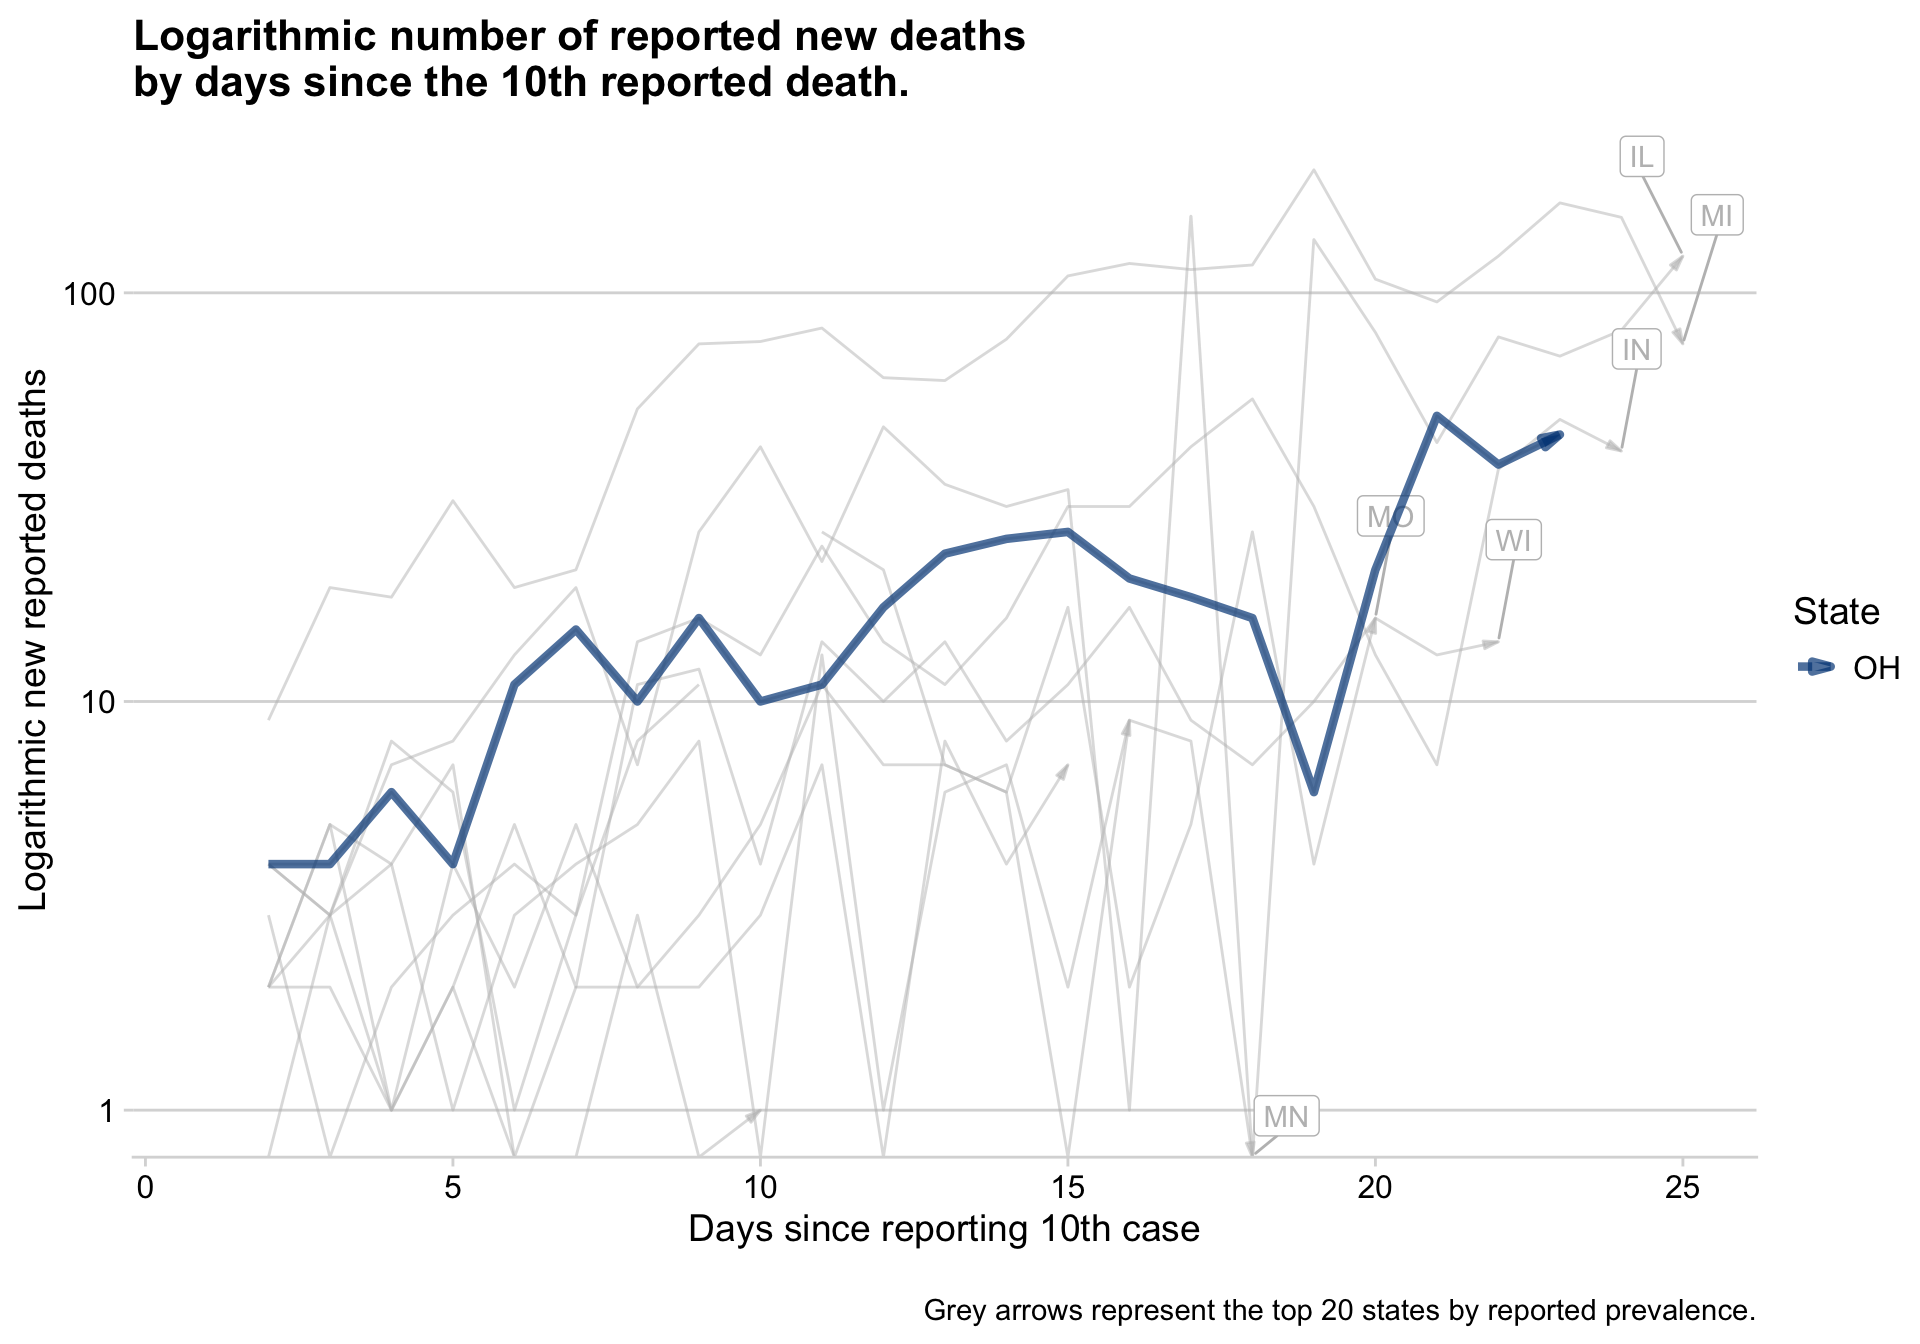 Logarithmic number of reported new deaths
by days since the 10th reported death.
IL
MI
100
IN
MO
WI
Logarithmic new reported deaths
State
OH
10
1
MN
0 5 10 15 20 25
Days since reporting 10th case
Grey arrows represent the top 20 states by reported prevalence.